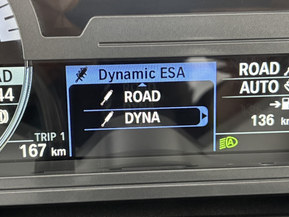 Dynamic ESA
ROAD
DYNA
TRIP 1
167 km
ROAD
AUTO
136 km